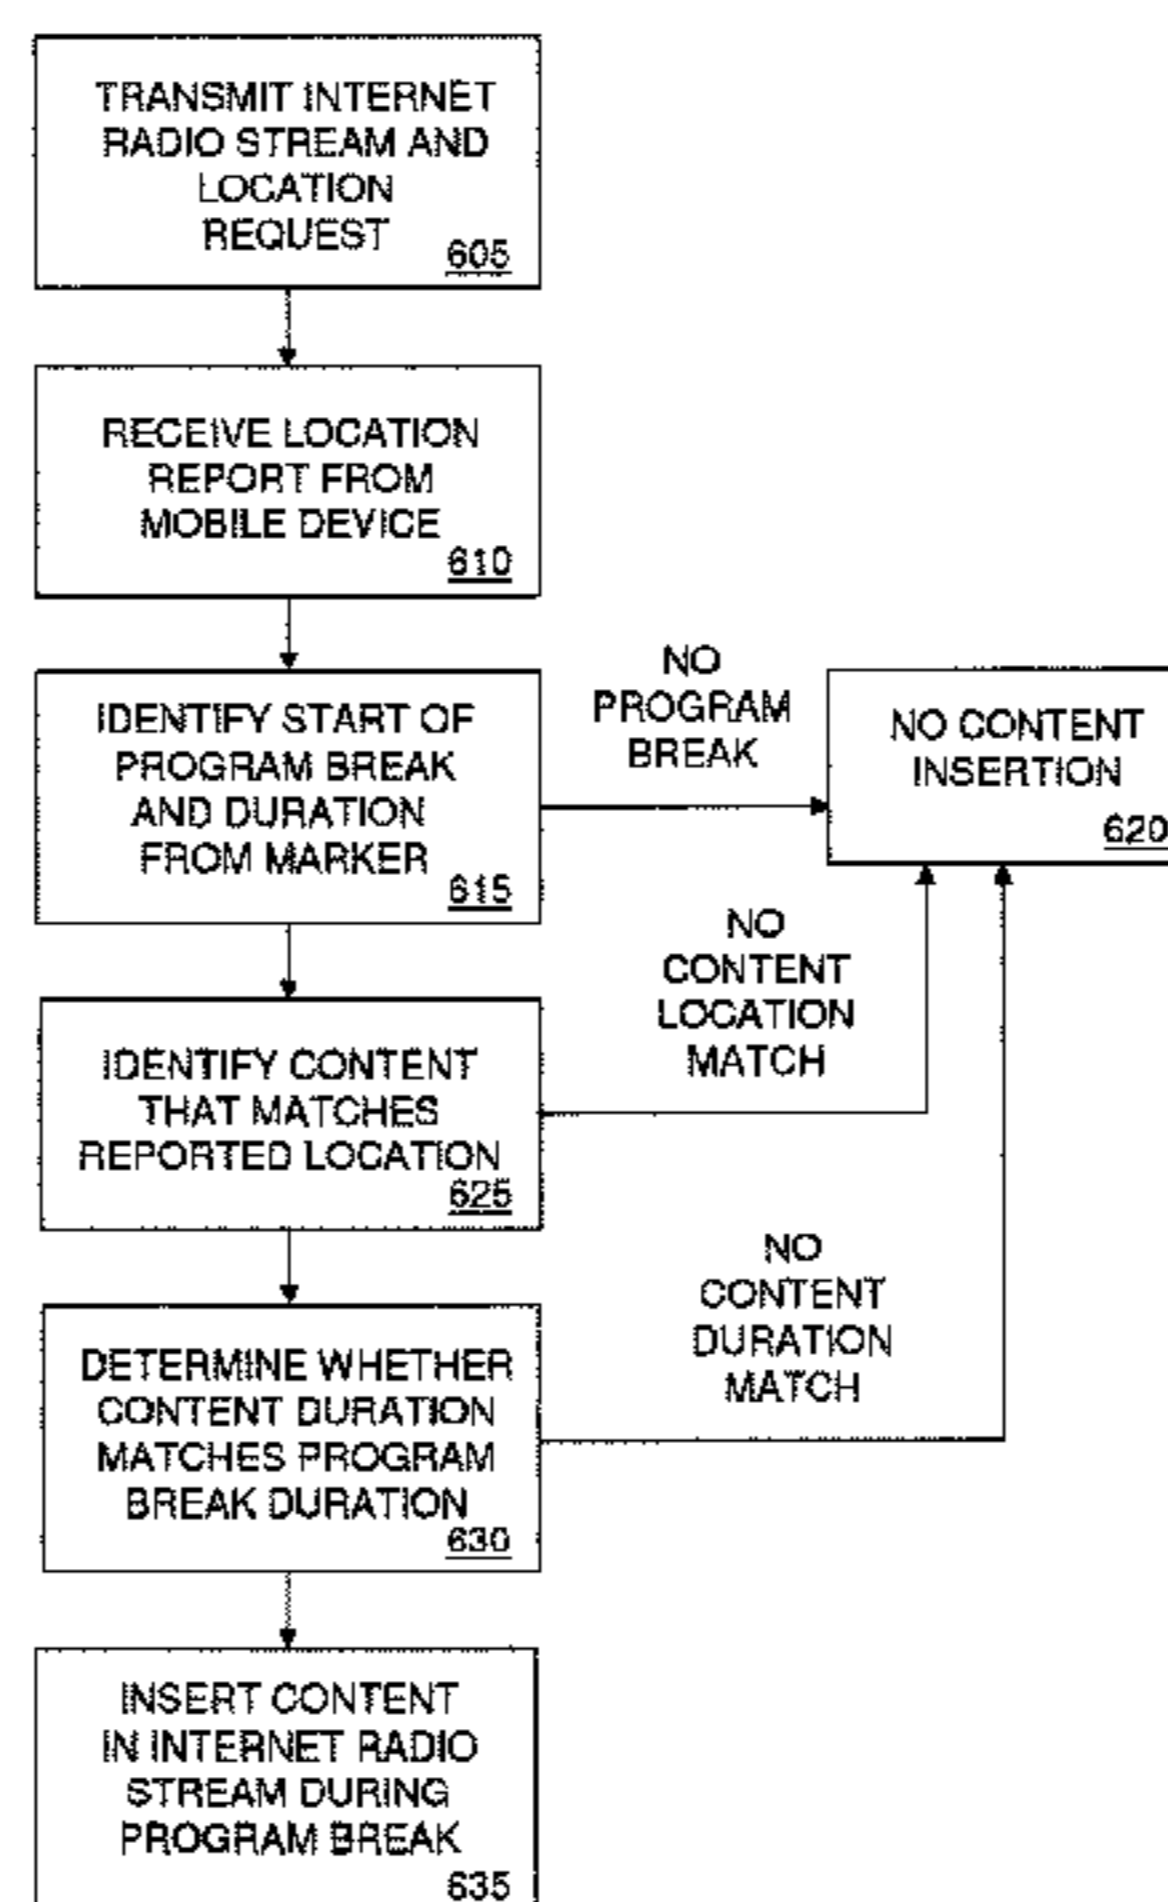 TRANSMIT INTERNET
RADIO STREAM AND
LOCATION
REQUEST
605
RECEIVE LOCATION
REPORT FROM
MOBILE DEVICE
610
IDENTIFY START OF
PROGRAM BREAK
AND DURATION
FROM MARKER
615
NO
PROGRAM
BREAK
NO CONTENT
INSERTION
620
NO
CONTENT
LOCATION
MATCH
IDENTIFY CONTENT
THAT MATCHES
REPORTED LOCATION
625
NO
CONTENT
DURATION
MATCH
DETERMINE WHETHER
CONTENT DURATION
MATCHES PROGRAM
BREAK DURATION
630
INSERT CONTENT
IN INTERNET RADIO
STREAM DURING
PROGRAM BREAK
635